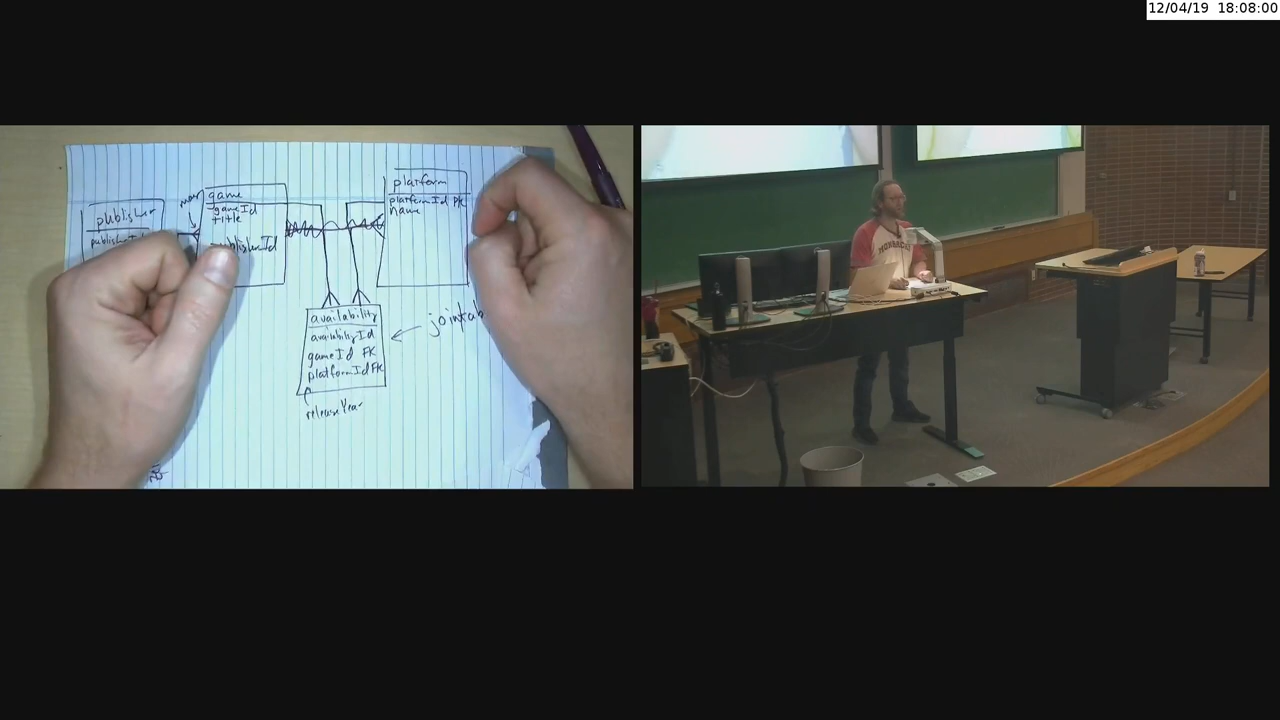 12/04/19 18:08:00
many
game
gameId
title
publisherId
publisher
platform
platformId PK
name
availability
availabilityId
gameId FK
platformId FK
releaseYear